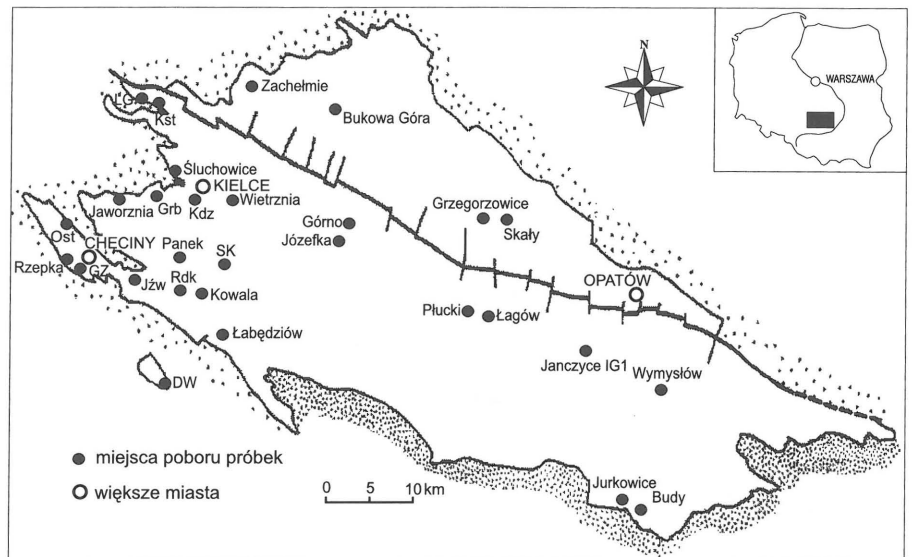 N
WARSZAWA
Zachełmie
ŁG
Kst
Bukowa Góra
Śluchowice
KIELCE
Jaworznia
Grb
Kdz
Wietrznia
Grzegorzowice
Skały
Górno
Józefka
Ost
CHĘCINY
Panek
SK
Rzepka
GZ
Jźw
Rdk
Kowala
OPATÓW
Płucki
Łagów
Łabędziów
Janczyce IG1
Wymysłów
DW
miejsca poboru próbek
większe miasta
0 5 10 km
Jurkowice
Budy